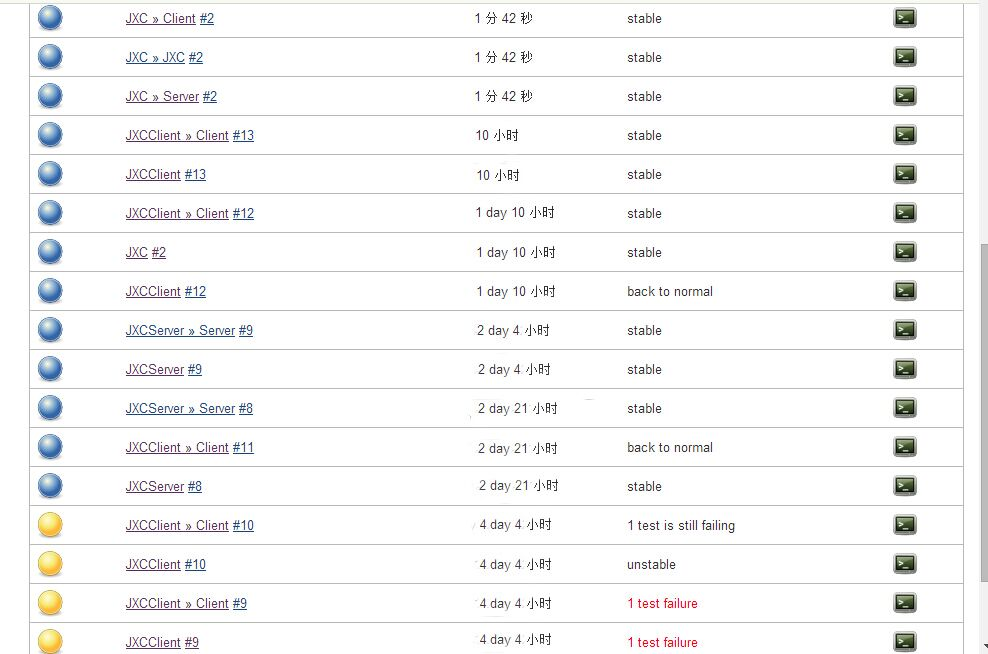 JXC » Client #2 1 分 42 秒 stable
JXC » JXC #2 1 分 42 秒 stable
JXC » Server #2 1 分 42 秒 stable
JXCClient » Client #13 10 小时 stable
JXCClient #13 10 小时 stable
JXCClient » Client #12 1 day 10 小时 stable
JXC #2 1 day 10 小时 stable
JXCClient #12 1 day 10 小时 back to normal
JXCServer » Server #9 2 day 4 小时 stable
JXCServer #9 2 day 4 小时 stable
JXCServer » Server #8 2 day 21 小时 stable
JXCClient » Client #11 2 day 21 小时 back to normal
JXCServer #8 2 day 21 小时 stable
JXCClient » Client #10 4 day 4 小时 1 test is still failing
JXCClient #10 4 day 4 小时 unstable
JXCClient » Client #9 4 day 4 小时 1 test failure
JXCClient #9 4 day 4 小时 1 test failure